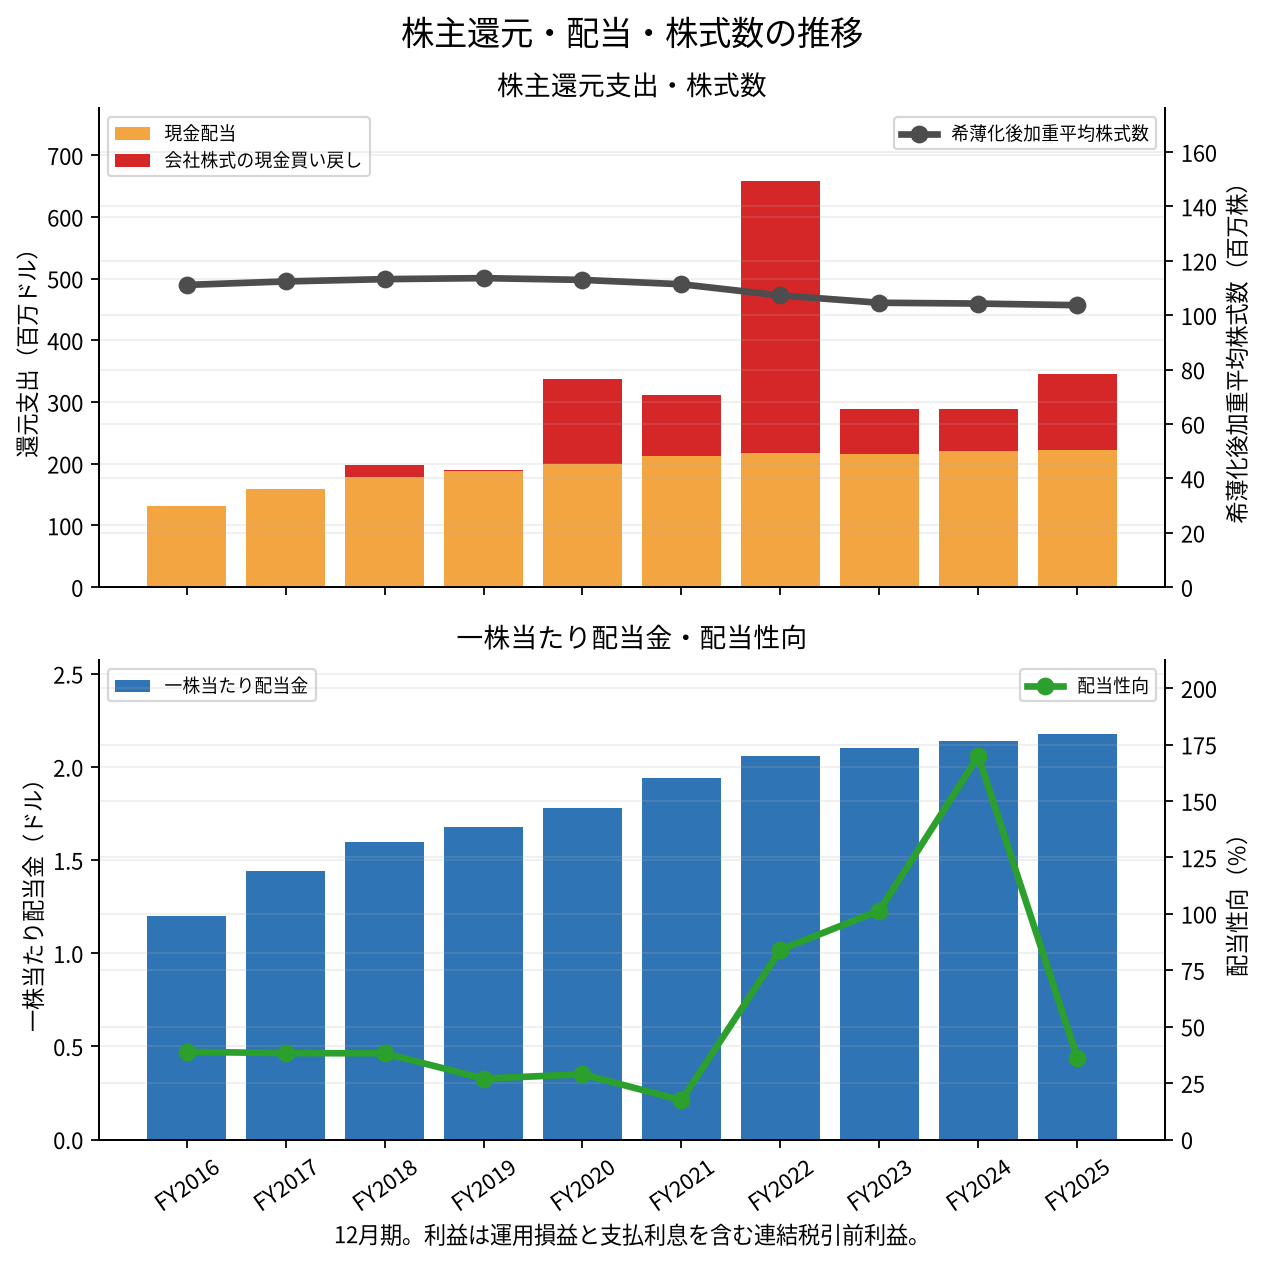 株主還元・配当・株式数の推移
株主還元支出・株式数
現金配当
会社株式の現金買い戻し
希薄化後加重平均株式数
還元支出（百万ドル）
700
600
500
400
300
200
100
0
160
140
120
100
80
60
40
20
0
希薄化後加重平均株式数（百万株）
一株当たり配当金・配当性向
一株当たり配当金
配当性向
一株当たり配当金（ドル）
2.5
2.0
1.5
1.0
0.5
0.0
200
175
150
125
100
75
50
25
0
配当性向（%）
FY2016
FY2017
FY2018
FY2019
FY2020
FY2021
FY2022
FY2023
FY2024
FY2025
12月期。利益は運用損益と支払利息を含む連結税引前利益。